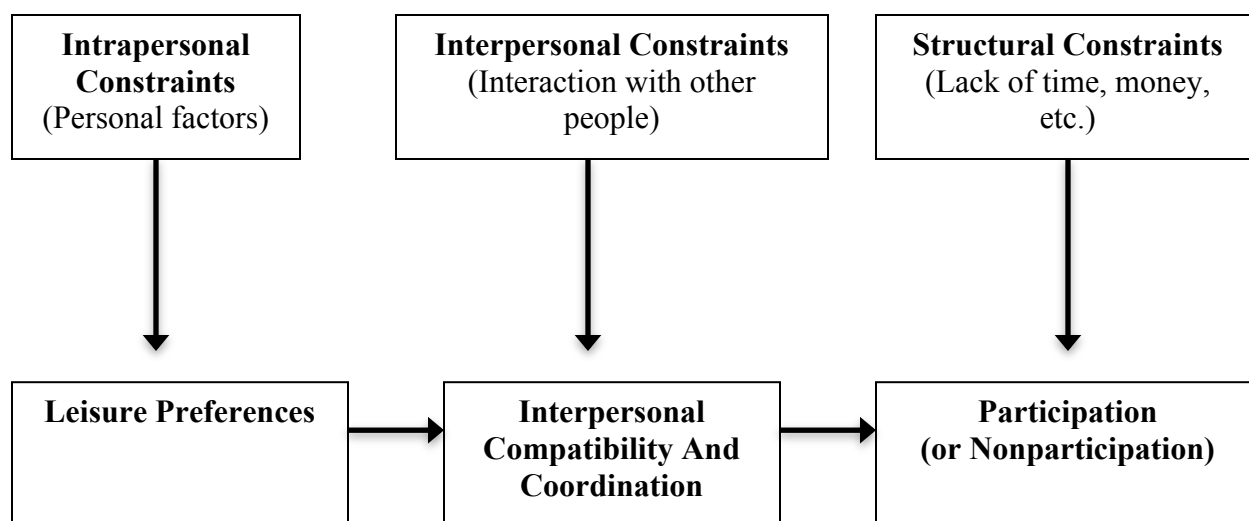 Intrapersonal
Constraints
(Personal factors)
Interpersonal Constraints
(Interaction with other
people)
Structural Constraints
(Lack of time, money,
etc.)
Leisure Preferences
Interpersonal
Compatibility And
Coordination
Participation
(or Nonparticipation)